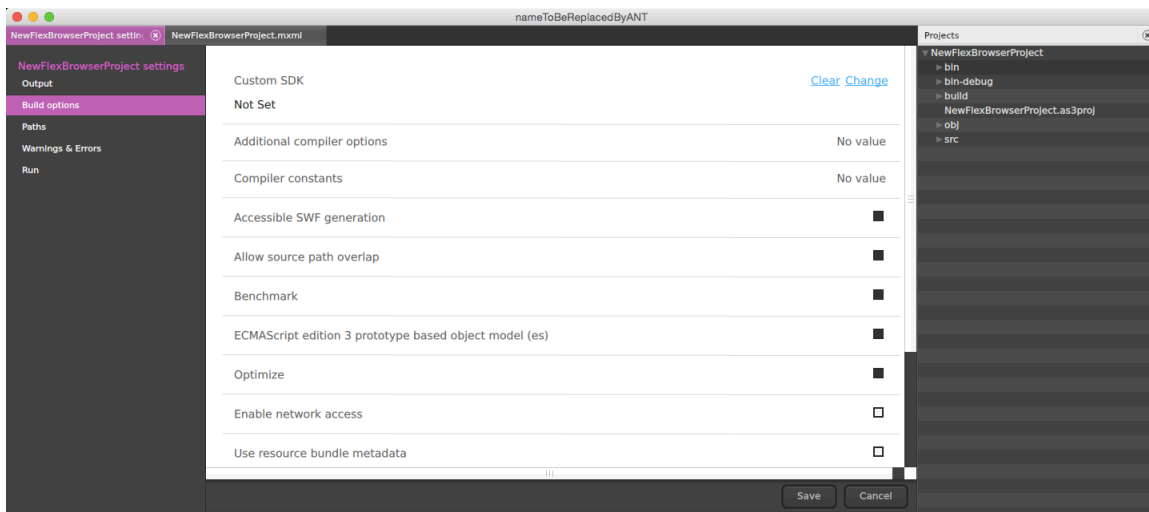 nameToBeReplacedByANT
NewFlexBrowserProject settin
NewFlexBrowserProject.mxml
NewFlexBrowserProject settings
Output
Build options
Paths
Warnings & Errors
Run
Custom SDK
Clear Change
Not Set
Additional compiler options No value
Compiler constants No value
Accessible SWF generation
Allow source path overlap
Benchmark
ECMAScript edition 3 prototype based object model (es)
Optimize
Enable network access
Use resource bundle metadata
Save
Cancel
Projects
NewFlexBrowserProject
bin
bin-debug
build
NewFlexBrowserProject.as3proj
obj
src